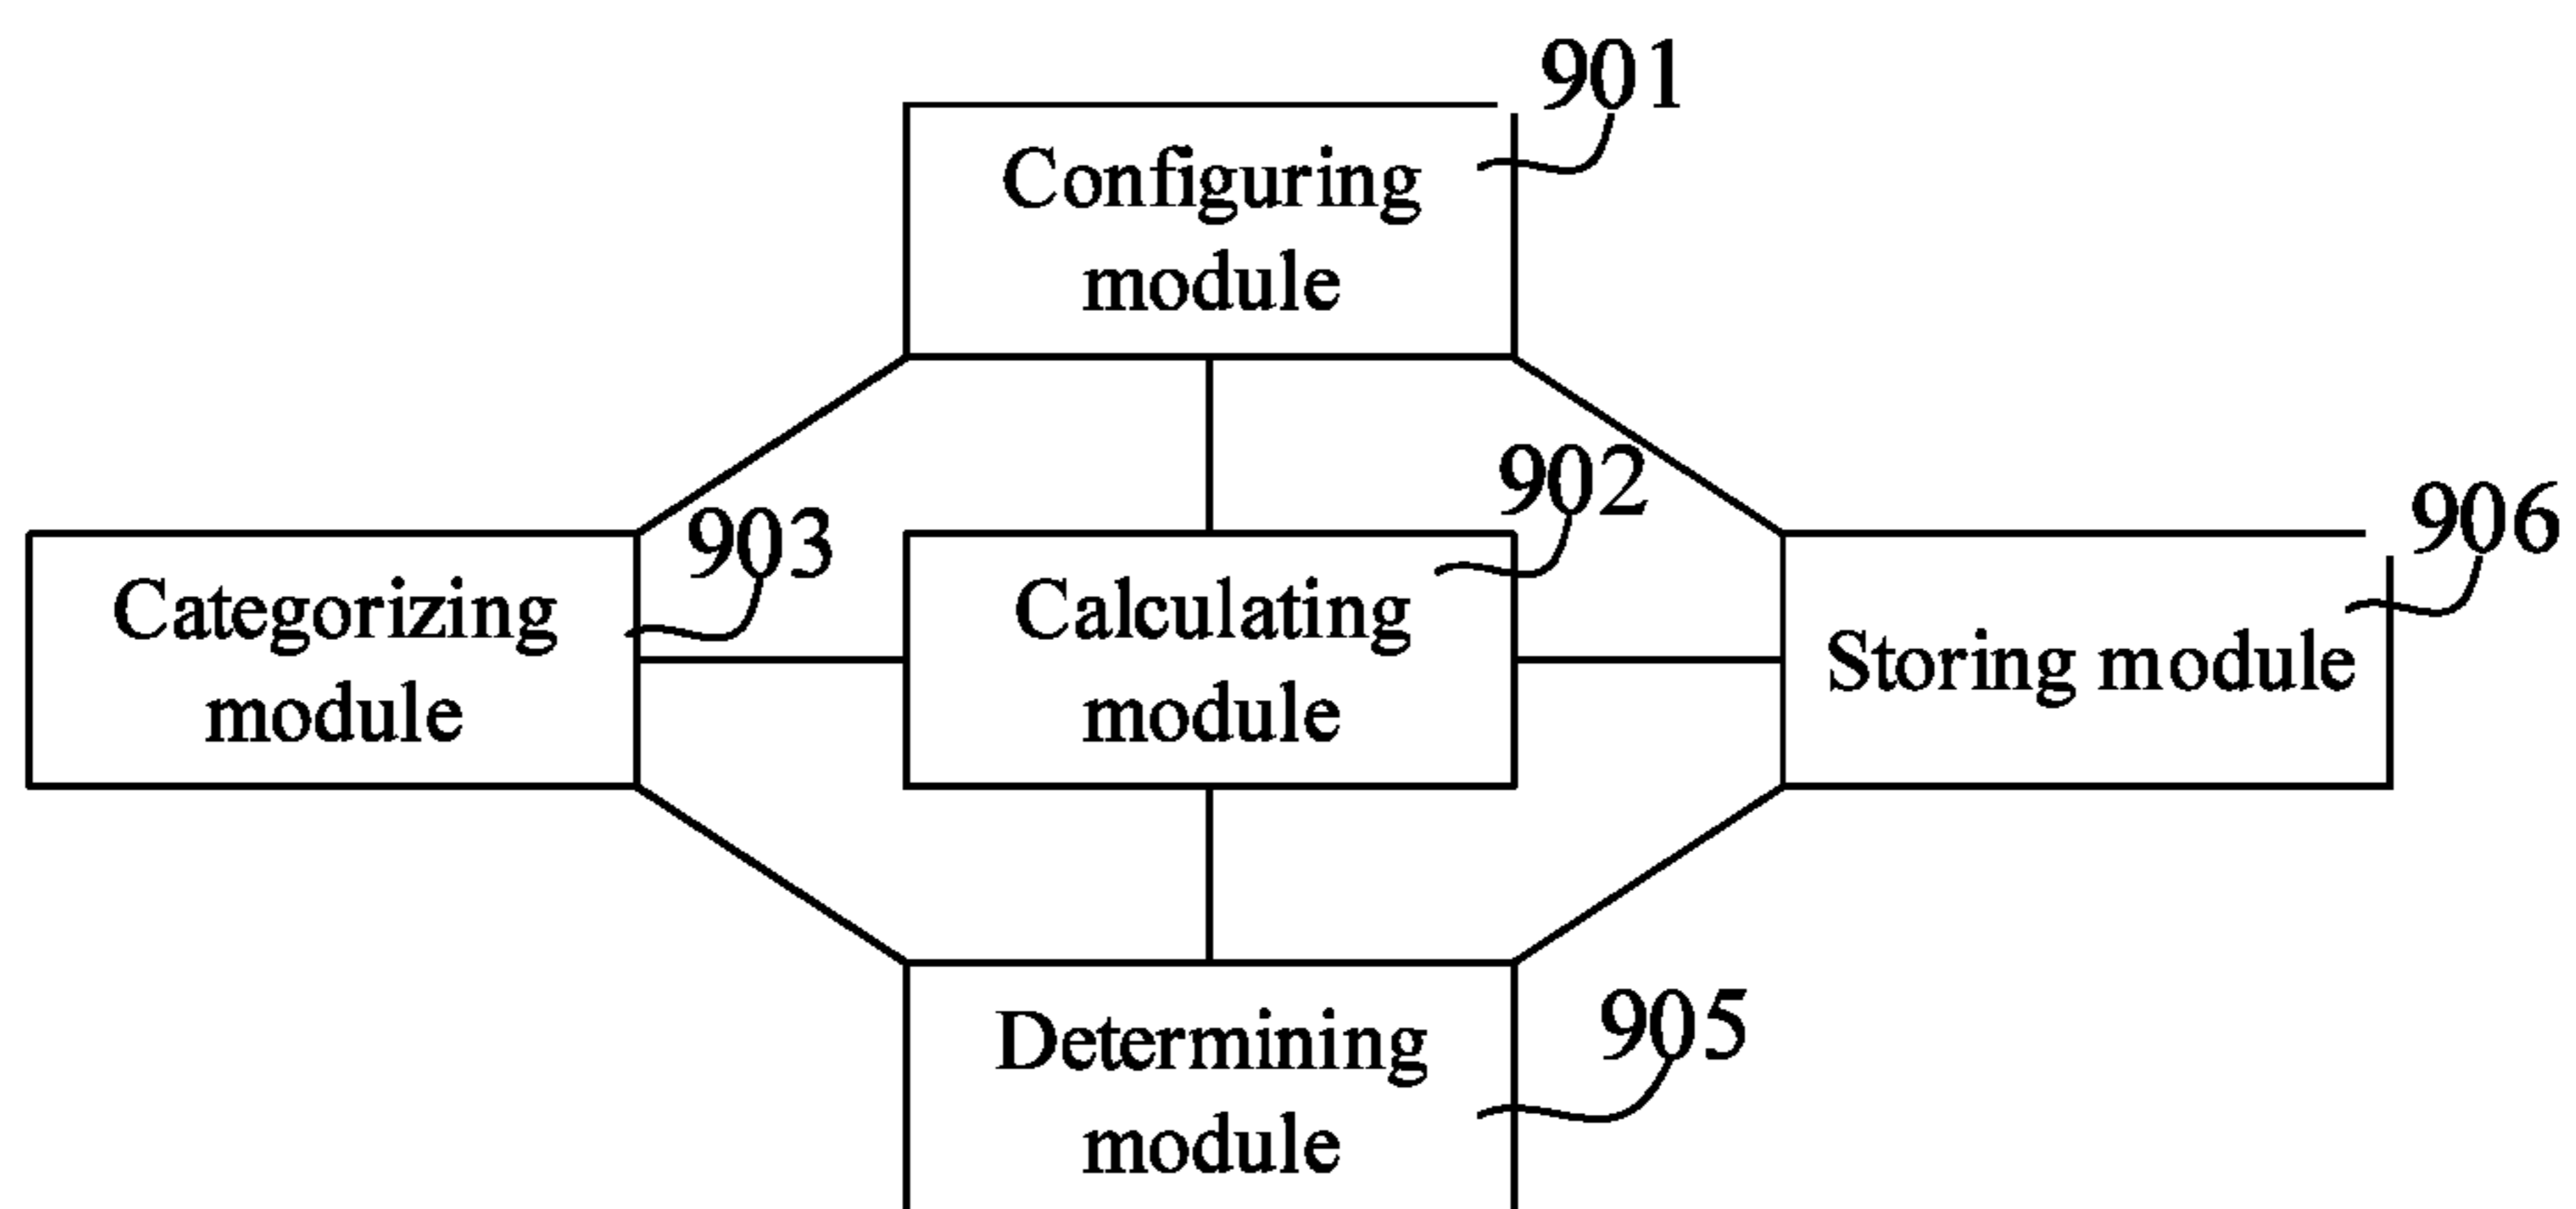 901
Configuring
module
902
903
906
Categorizing
module
Calculating
module
Storing module
905
Determining
module